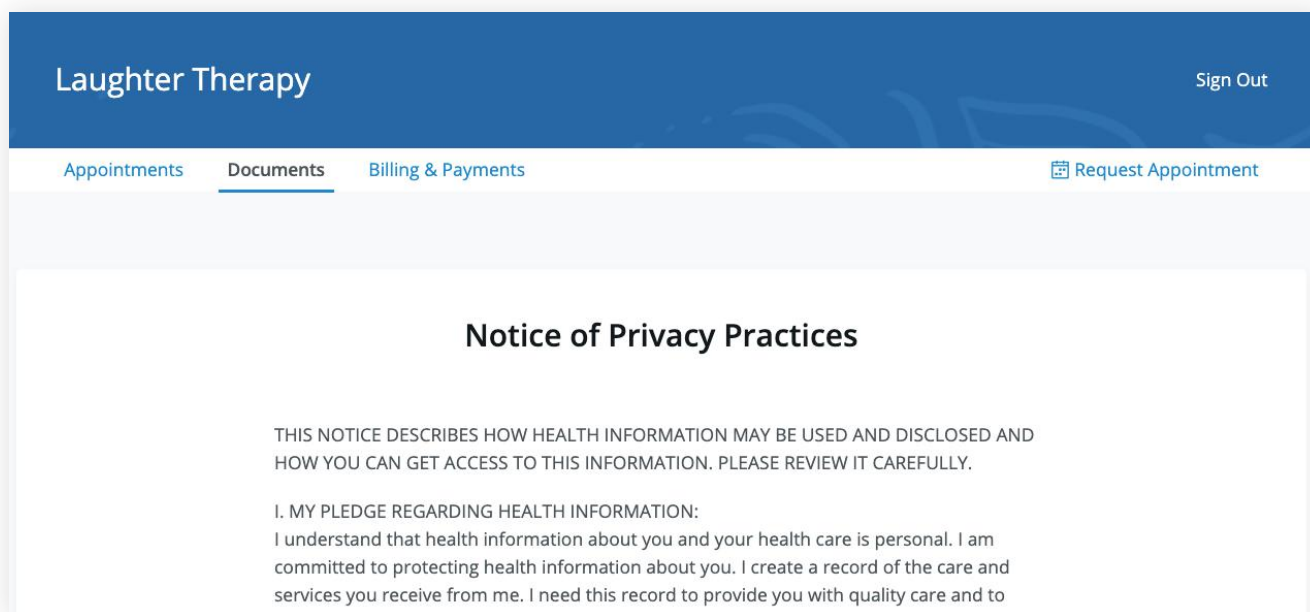 Laughter Therapy
Sign Out
Appointments
Documents
Billing & Payments
Request Appointment
Notice of Privacy Practices
THIS NOTICE DESCRIBES HOW HEALTH INFORMATION MAY BE USED AND DISCLOSED AND
HOW YOU CAN GET ACCESS TO THIS INFORMATION. PLEASE REVIEW IT CAREFULLY.
I. MY PLEDGE REGARDING HEALTH INFORMATION:
I understand that health information about you and your health care is personal. I am
committed to protecting health information about you. I create a record of the care and
services you receive from me. I need this record to provide you with quality care and to